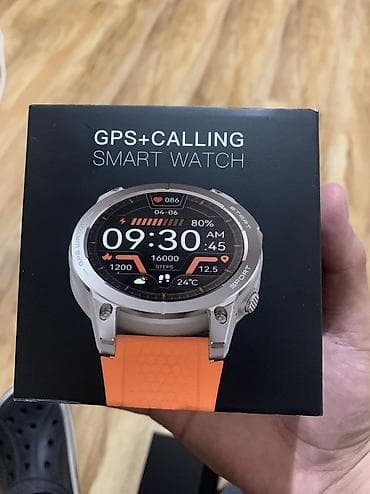 GPS+CALLING
SMART WATCH
086
04-06
80%
START
09:30 AM
:45
16000
STEPS
1200
12.5
24°C
SPORT